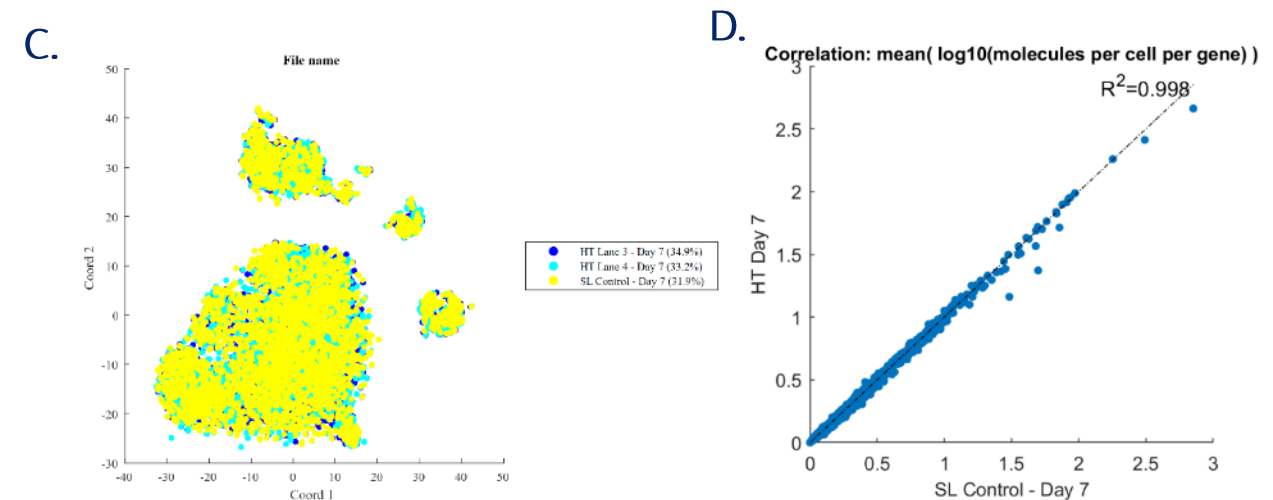 C.
File name
50
40
30
20
10
0
-10
-20
-30
-40
-30
-20
-10
0
10
20
30
40
50
Coord 2
Coord 1
HT Lane 3 - Day 7 (34.9%)
HT Lane 4 - Day 7 (33.2%)
SL Control - Day 7 (31.9%)
D.
Correlation: mean( log10(molecules per cell per gene) )
R²=0.998
3
2.5
2
1.5
1
0.5
0
0
0.5
1
1.5
2
2.5
3
HT Day 7
SL Control - Day 7